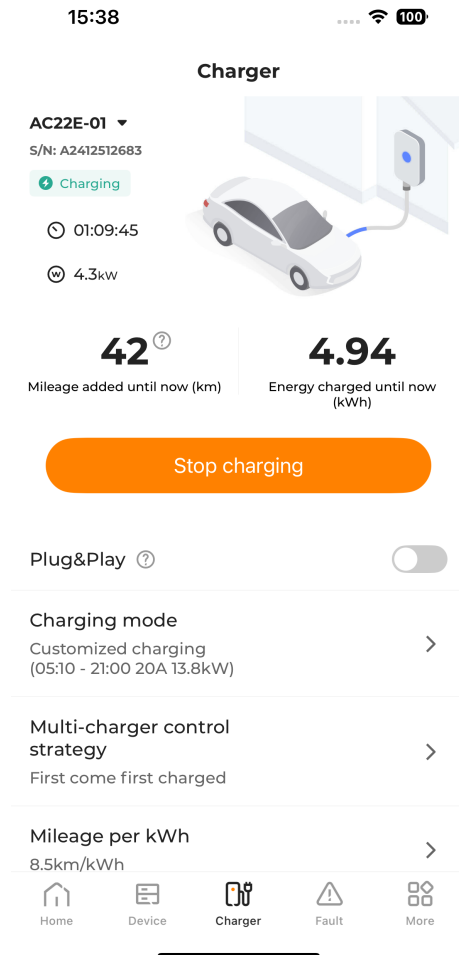 15:38
100
Charger
AC22E-01
S/N: A2412512683
Charging
01:09:45
W 4.3kW
42 ?
Mileage added until now (km)
4.94
Energy charged until now
(kWh)
Stop charging
Plug&Play ?
Charging mode
Customized charging
(05:10 - 21:00 20A 13.8kW)
Multi-charger control
strategy
First come first charged
Mileage per kWh
8.5km/kWh
Home Device Charger Fault More